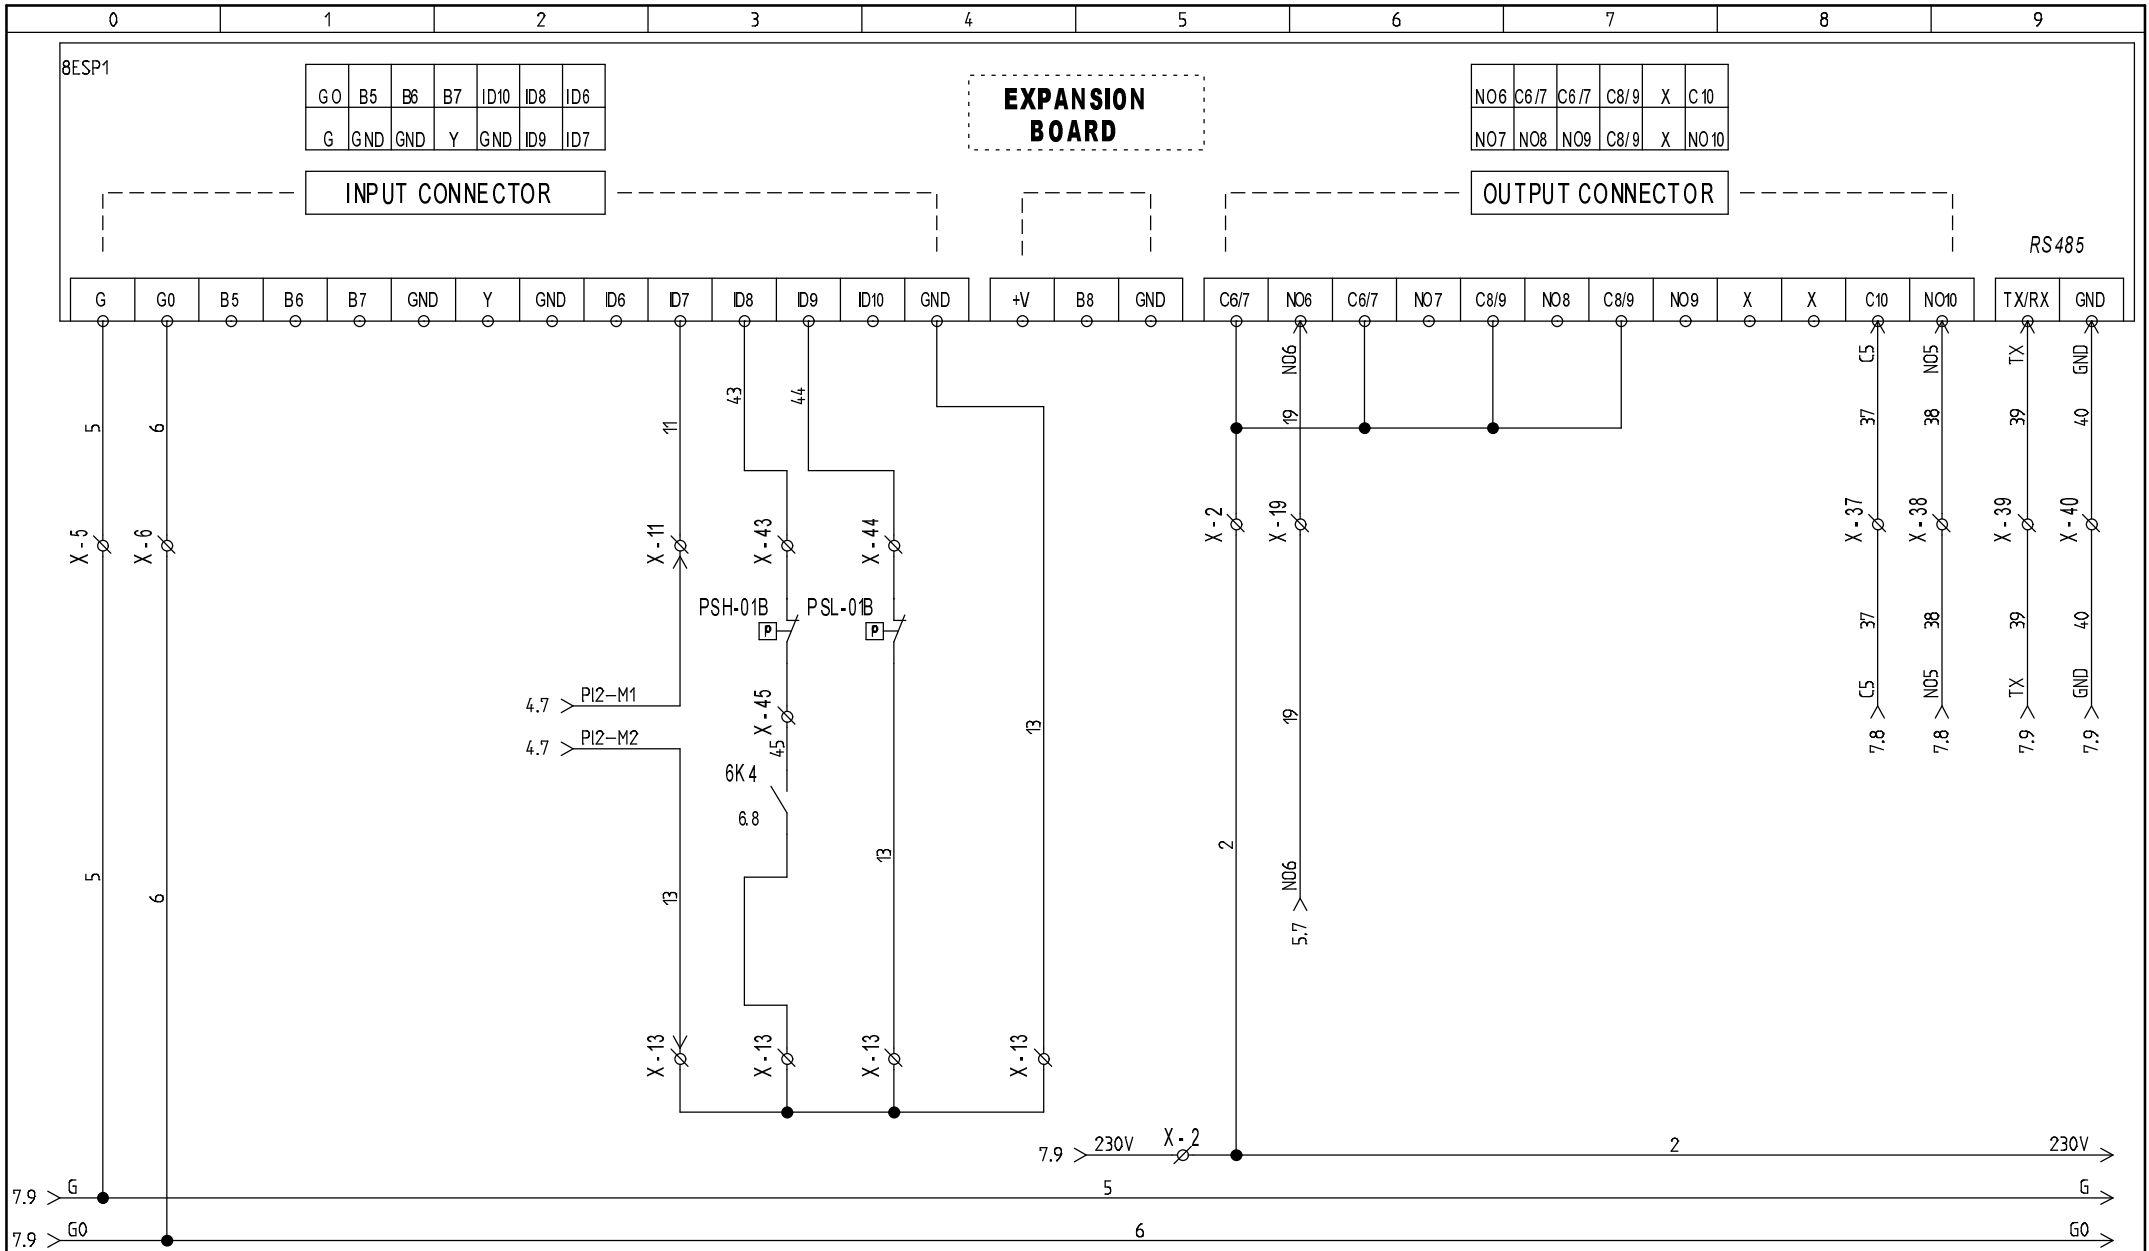 0 1 2 3 4 5 6 7 8 9
8ESP1
G0 B5 B6 B7 ID10 ID8 ID6
G GND GND Y GND ID9 ID7
EXPANSION
BOARD
NO6 C6/7 C6/7 C8/9 X C10
NO7 NO8 NO9 C8/9 X NO10
INPUT CONNECTOR
OUTPUT CONNECTOR
RS485
G G0 B5 B6 B7 GND Y GND ID6 ID7 ID8 ID9 ID10 GND +V B8 GND C6/7 NO6 C6/7 NO7 C8/9 NO8 C8/9 NO9 X X C10 NO10 TX/RX GND
NO6 C5 NO5 TX GND
5 6 11 43 44 19 37 38 39 40
X-5 X-6 X-11 X-43 X-44 X-2 X-19 X-37 X-38 X-39 X-40
PSH-01B PSL-01B
P P
37 38 39 40
4.7 PI2-M1
X-45
13 19
C5 NO5 TX GND
4.7 PI2-M2
45
7.8 7.8 7.9 7.9
6K4
6.8
5 6 13 13 2 NO6
5.7
X-13 X-13 X-13 X-13
7.9 230V X-2 2 230V
7.9 G 5 G
7.9 G0 6 G0